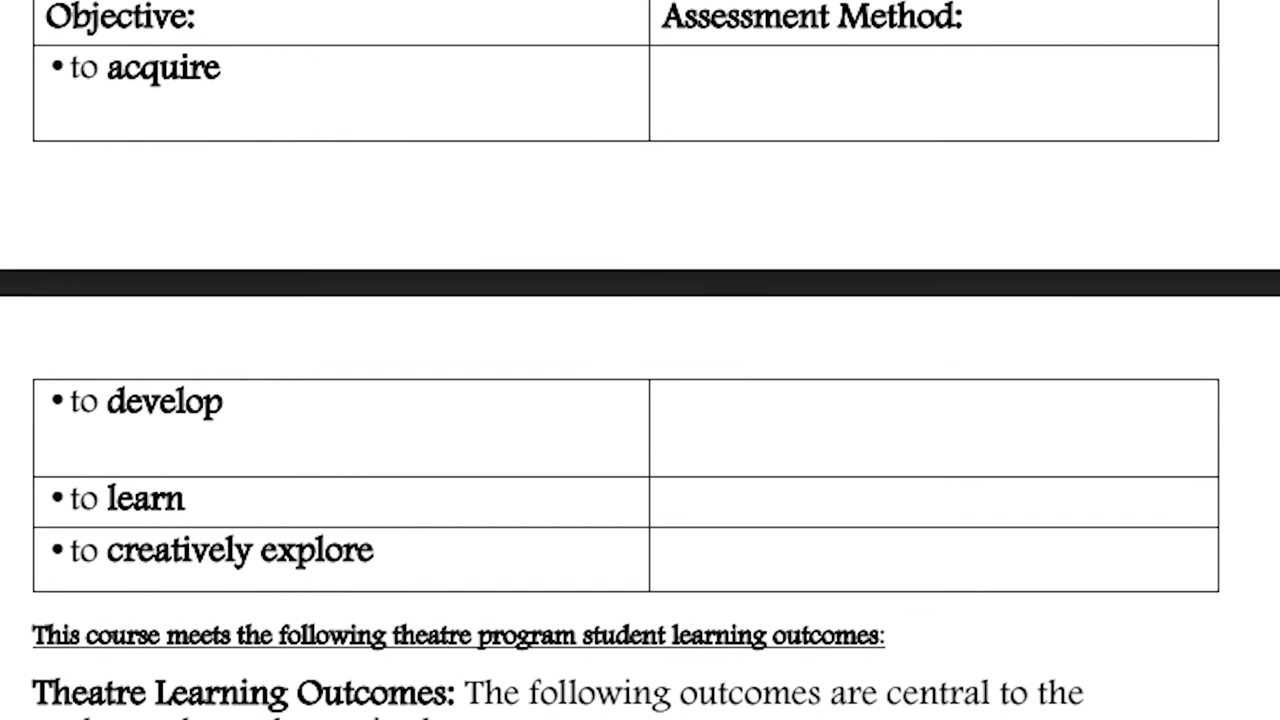 Objective: Assessment Method:
• to acquire
• to develop
• to learn
• to creatively explore
This course meets the following theatre program student learning outcomes:
Theatre Learning Outcomes: The following outcomes are central to the